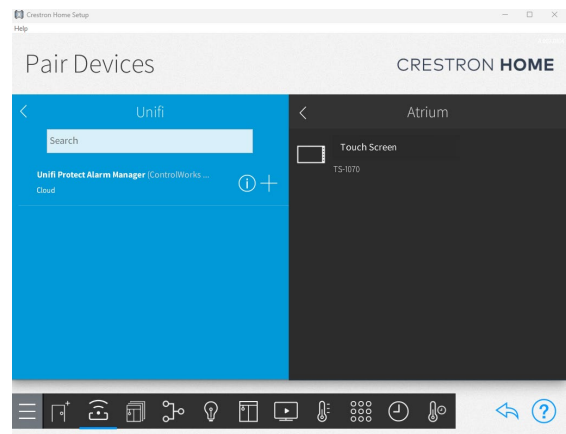 Crestron Home Setup
Help
Pair Devices
CRESTRON HOME
Unifi
Atrium
Search
Touch Screen
TS-1070
Unifi Protect Alarm Manager (ControlWorks ...
Cloud